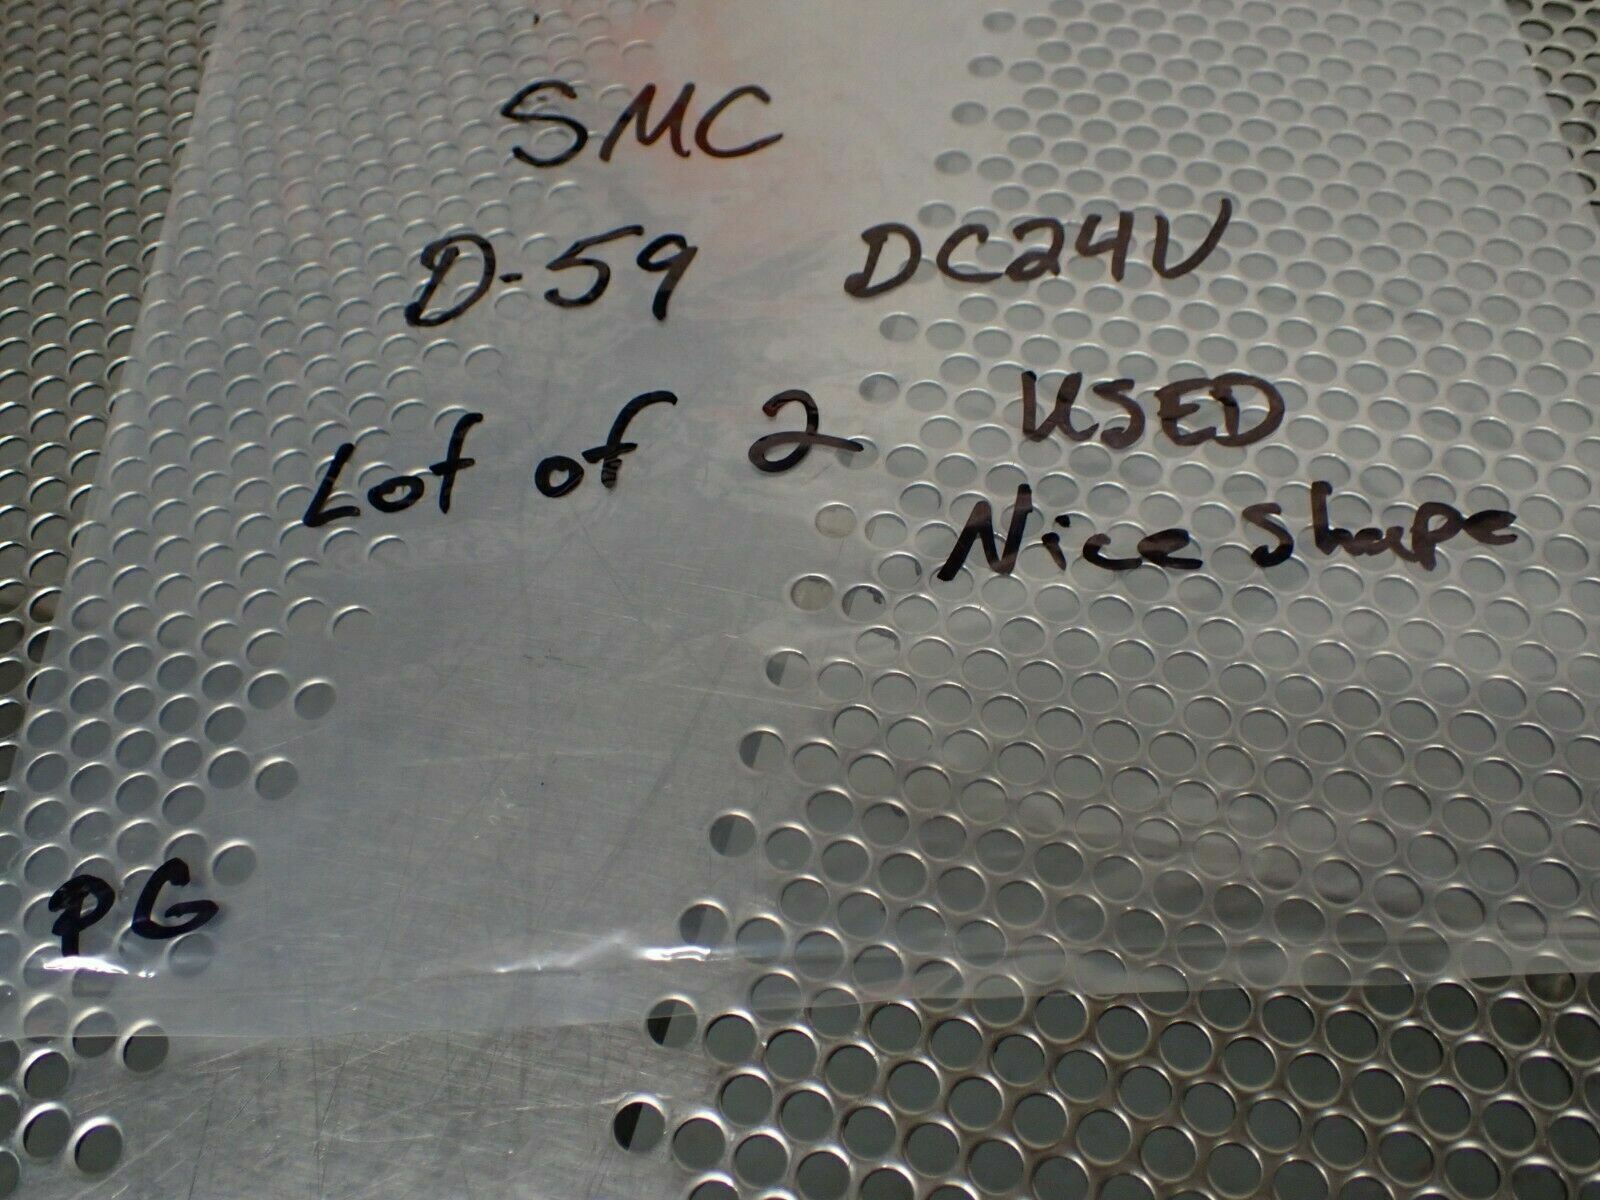 SMC
D-59 DC24V
Lot of 2 USED
Nice Shape
PG